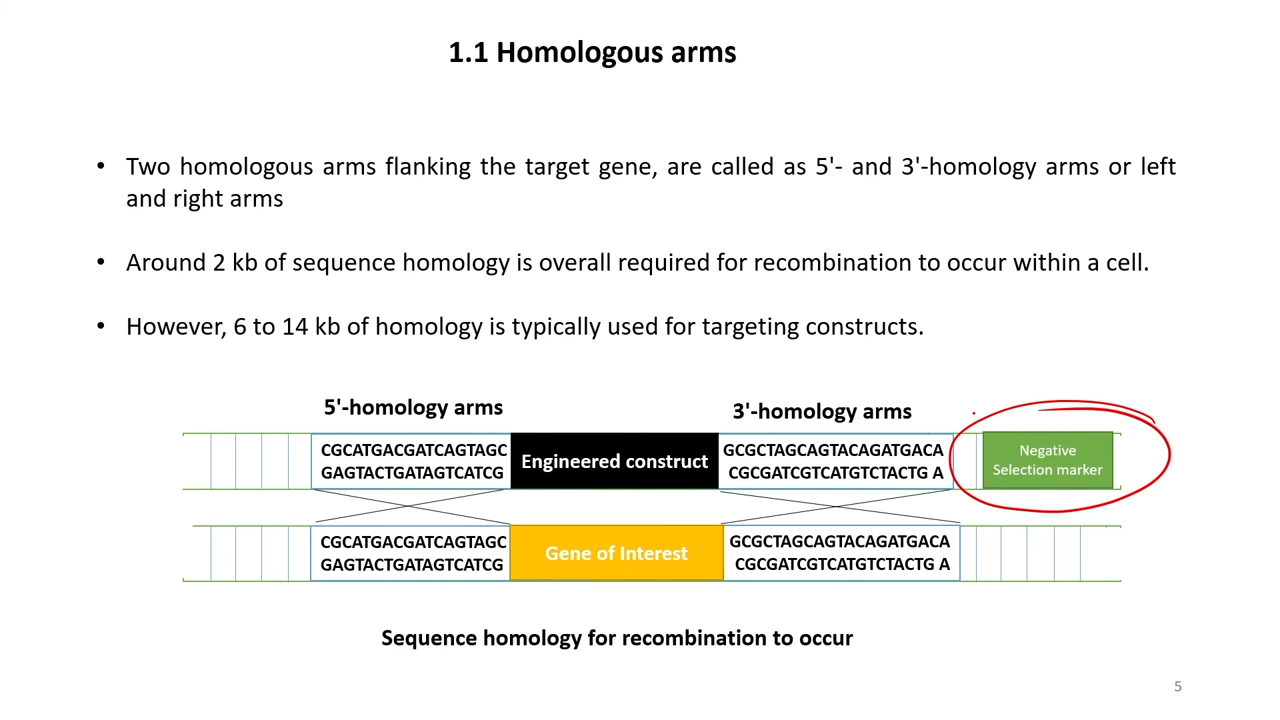 1.1 Homologous arms
• Two homologous arms flanking the target gene, are called as 5'- and 3'-homology arms or left
and right arms
• Around 2 kb of sequence homology is overall required for recombination to occur within a cell.
• However, 6 to 14 kb of homology is typically used for targeting constructs.
5'-homology arms
3'-homology arms
CGCATGACGATCAGTAGC
GAGTACTGATAGTCATCG
Engineered construct
GCGCTAGCAGTACAGATGACA
CGCGATCGTCATGTCTACTG A
Negative
Selection marker
CGCATGACGATCAGTAGC
GAGTACTGATAGTCATCG
Gene of Interest
GCGCTAGCAGTACAGATGACA
CGCGATCGTCATGTCTACTG A
Sequence homology for recombination to occur
5